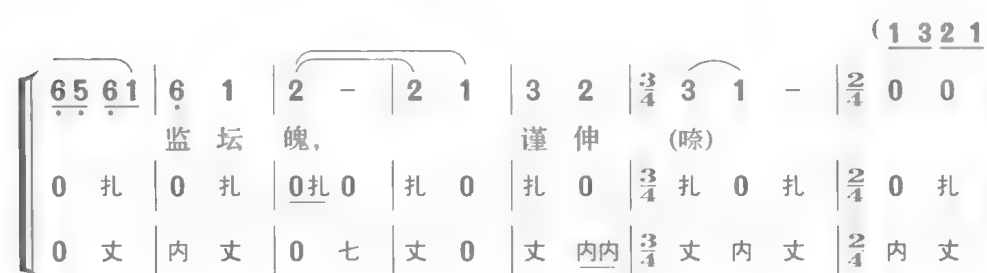 (1 3 2 1
6 5 6 1 | 6 1 | 2 - | 2 1 | 3 2 | 3/4 3 1 - | 2/4 0 0
监 坛 魄, 谨 伸 (嘹)
0 扎 | 0 扎 | 0扎 0 | 扎 0 | 扎 0 | 3/4 扎 0 扎 | 2/4 0 扎
0 丈 | 内 丈 | 0 七 | 丈 0 | 丈 内内 | 3/4 丈 内 丈 | 2/4 内 丈